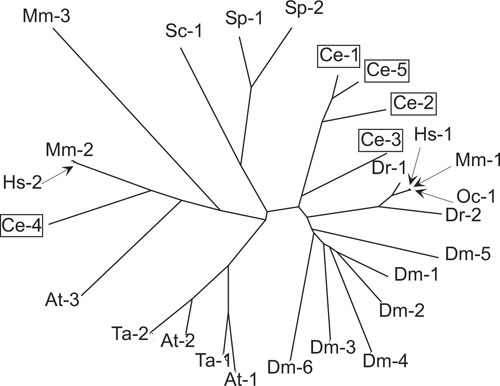 Mm-3
Sc-1
Sp-1
Sp-2
Ce-1
Ce-5
Ce-2
Ce-3
Hs-1
Mm-2
Dr-1
Mm-1
Hs-2
Oc-1
Dr-2
Ce-4
Dm-5
Dm-1
At-3
Dm-2
Ta-2
At-2
Dm-3
Ta-1
Dm-4
Dm-6
At-1